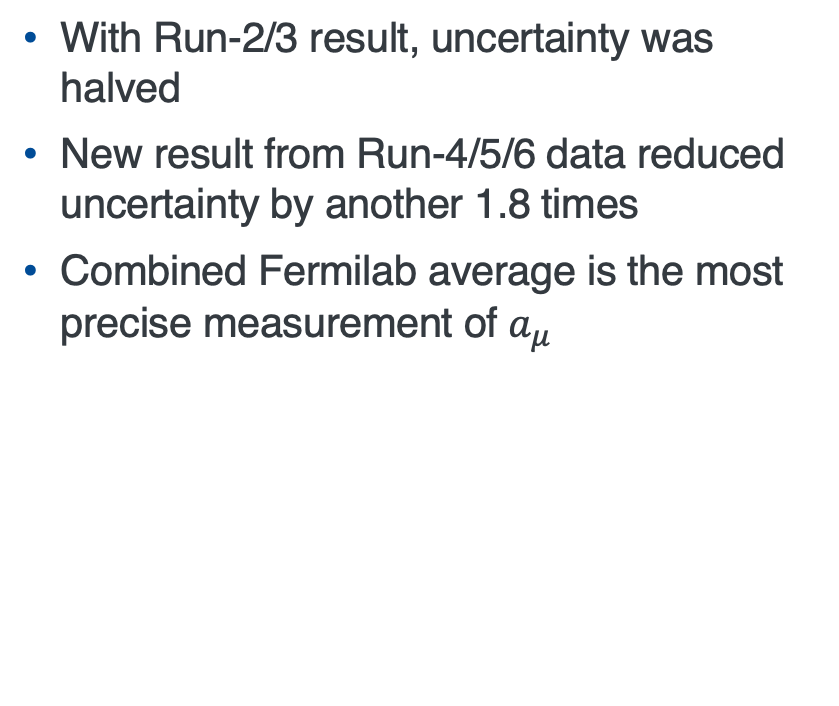 • With Run-2/3 result, uncertainty was
halved
• New result from Run-4/5/6 data reduced
uncertainty by another 1.8 times
• Combined Fermilab average is the most
precise measurement of 𝑎𝜇